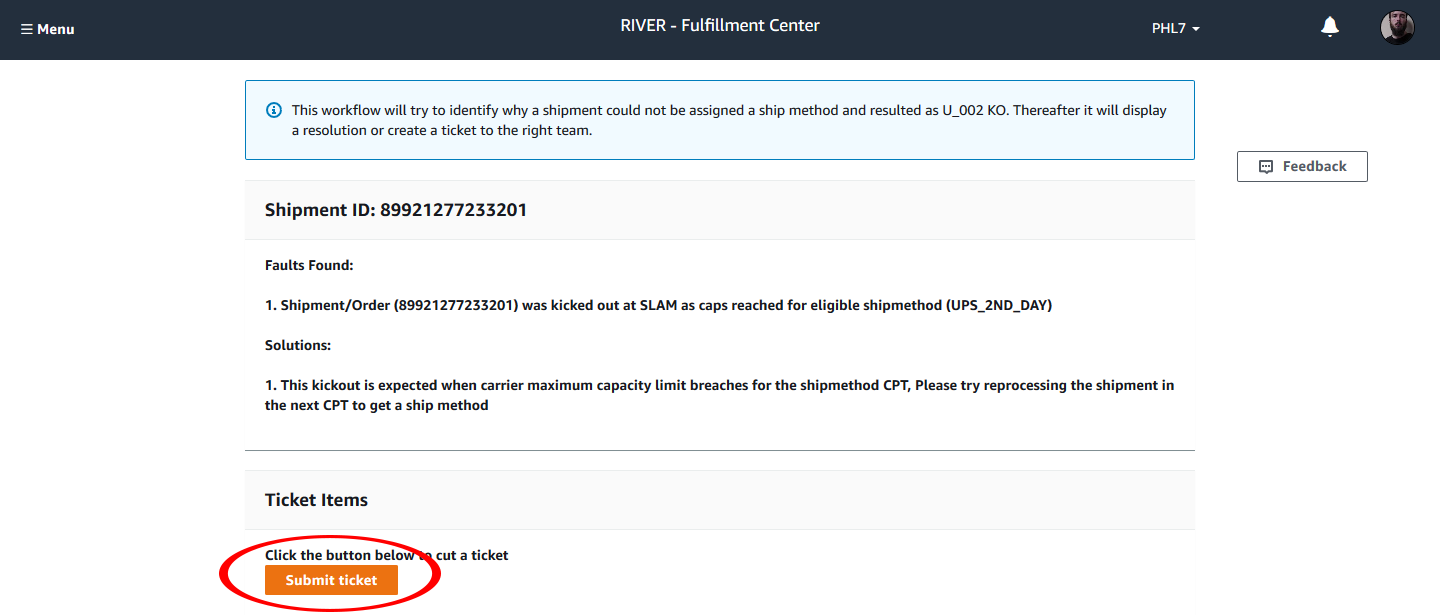 Menu
RIVER - Fulfillment Center
PHL7
This workflow will try to identify why a shipment could not be assigned a ship method and resulted as U_002 KO. Thereafter it will display
a resolution or create a ticket to the right team.
Feedback
Shipment ID: 89921277233201
Faults Found:
1. Shipment/Order (89921277233201) was kicked out at SLAM as caps reached for eligible shipmethod (UPS_2ND_DAY)
Solutions:
1. This kickout is expected when carrier maximum capacity limit breaches for the shipmethod CPT, Please try reprocessing the shipment in
the next CPT to get a ship method
Ticket Items
Click the button below to cut a ticket
Submit ticket